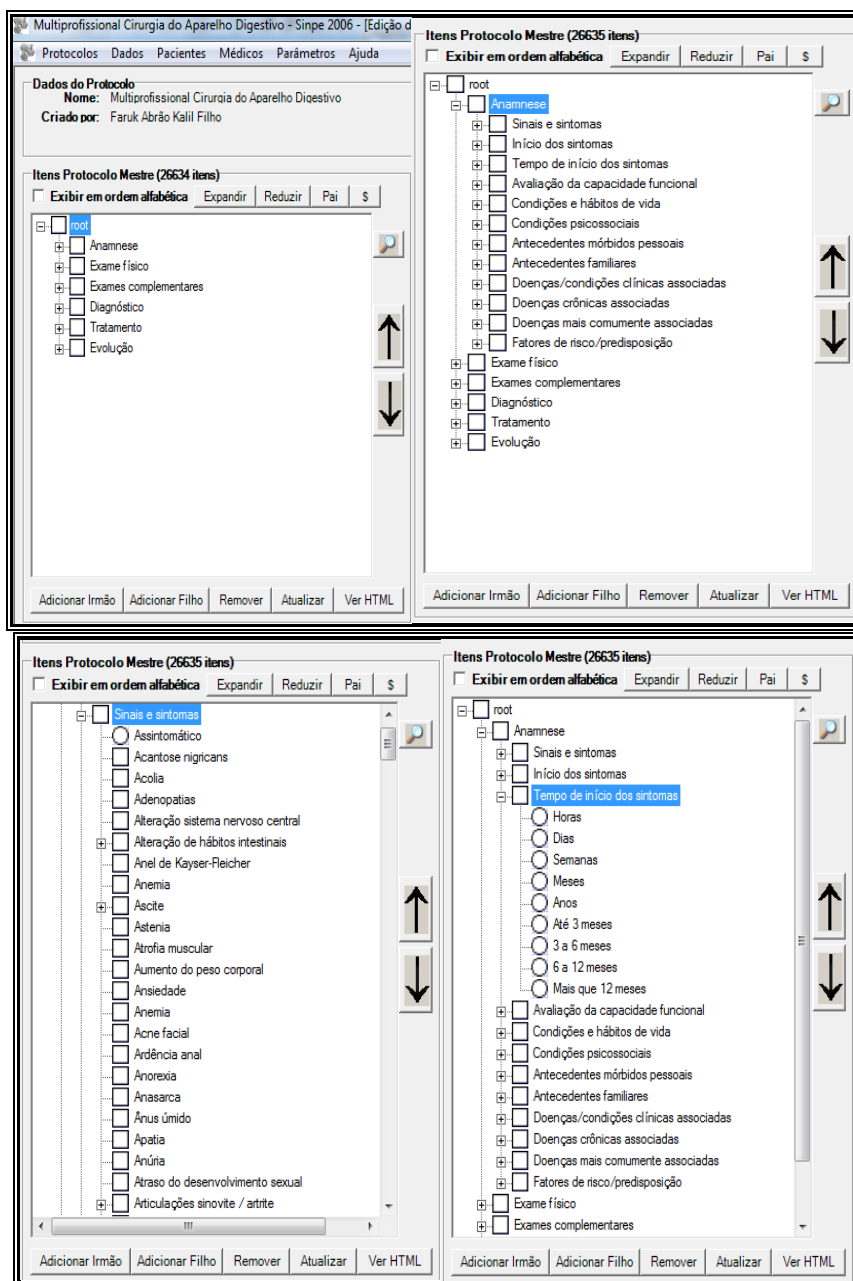 Multiprofissional Cirurgia do Aparelho Digestivo - Sinpe 2006 - [Edição d
Protocolos Dados Pacientes Médicos Parâmetros Ajuda
Dados do Protocolo
Nome: Multiprofissional Cirurgia do Aparelho Digestivo
Criado por: Faruk Abrão Kalil Filho
Itens Protocolo Mestre (26634 itens)
Exibir em ordem alfabética Expandir Reduzir Pai $
root
Anamnese
Exame físico
Exames complementares
Diagnóstico
Tratamento
Evolução
Adicionar Irmão Adicionar Filho Remover Atualizar Ver HTML
Itens Protocolo Mestre (26635 itens)
Exibir em ordem alfabética Expandir Reduzir Pai $
root
Anamnese
Sinais e sintomas
Início dos sintomas
Tempo de início dos sintomas
Avaliação da capacidade funcional
Condições e hábitos de vida
Condições psicossociais
Antecedentes mórbidos pessoais
Antecedentes familiares
Doenças/condições clínicas associadas
Doenças crônicas associadas
Doenças mais comumente associadas
Fatores de risco/predisposição
Exame físico
Exames complementares
Diagnóstico
Tratamento
Evolução
Adicionar Irmão Adicionar Filho Remover Atualizar Ver HTML
Itens Protocolo Mestre (26635 itens)
Exibir em ordem alfabética Expandir Reduzir Pai $
Sinais e sintomas
Assintomático
Acantose nigricans
Acolia
Adenopatias
Alteração sistema nervoso central
Alteração de hábitos intestinais
Anel de Kayser-Fleicher
Anemia
Ascite
Astenia
Atrofia muscular
Aumento do peso corporal
Ansiedade
Anemia
Acne facial
Ardência anal
Anorexia
Anasarca
Ânus úmido
Apatia
Anúria
Atraso do desenvolvimento sexual
Articulações sinovite / artrite
Adicionar Irmão Adicionar Filho Remover Atualizar Ver HTML
Itens Protocolo Mestre (26635 itens)
Exibir em ordem alfabética Expandir Reduzir Pai $
root
Anamnese
Sinais e sintomas
Início dos sintomas
Tempo de início dos sintomas
Horas
Dias
Semanas
Meses
Anos
Até 3 meses
3 a 6 meses
6 a 12 meses
Mais que 12 meses
Avaliação da capacidade funcional
Condições e hábitos de vida
Condições psicossociais
Antecedentes mórbidos pessoais
Antecedentes familiares
Doenças/condições clínicas associadas
Doenças crônicas associadas
Doenças mais comumente associadas
Fatores de risco/predisposição
Exame físico
Exames complementares
Adicionar Irmão Adicionar Filho Remover Atualizar Ver HTML